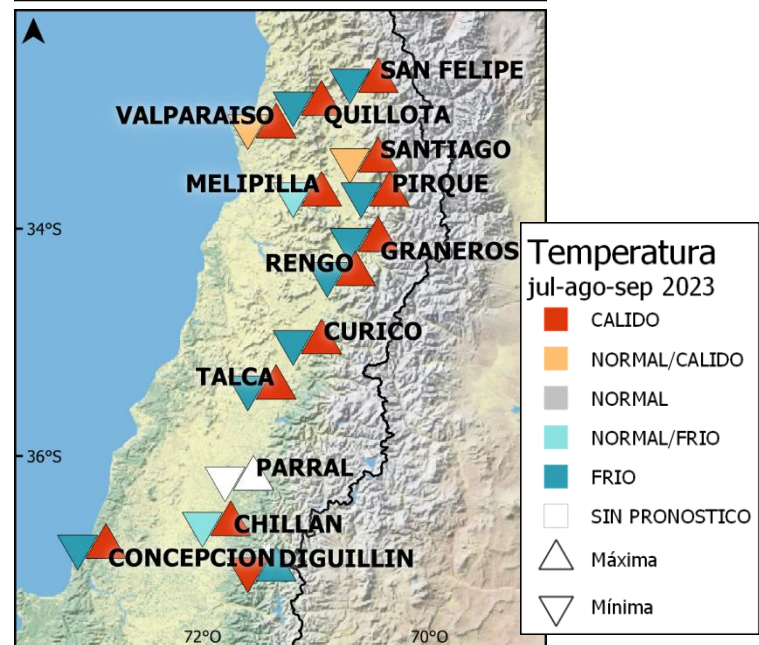 SAN FELIPE
VALPARAISO
QUILLOTA
SANTIAGO
MELIPILLA
PIRQUE
34°S
GRANEROS
RENGO
CURICO
TALCA
36°S
PARRAL
CHILLAN
CONCEPCION
DIGUILLIN
72°O
70°O
Temperatura
jul-ago-sep 2023
CALIDO
NORMAL/CALIDO
NORMAL
NORMAL/FRIO
FRIO
SIN PRONOSTICO
Máxima
Mínima